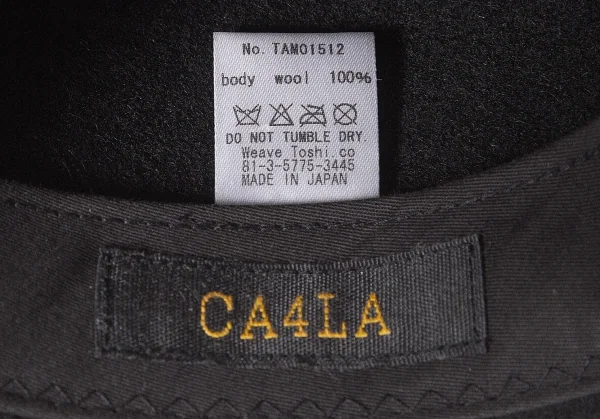 No. TAM01512
body wool 100%
DO NOT TUMBLE DRY.
Weave Toshi.co
81-3-5775-3445
MADE IN JAPAN
CA4LA